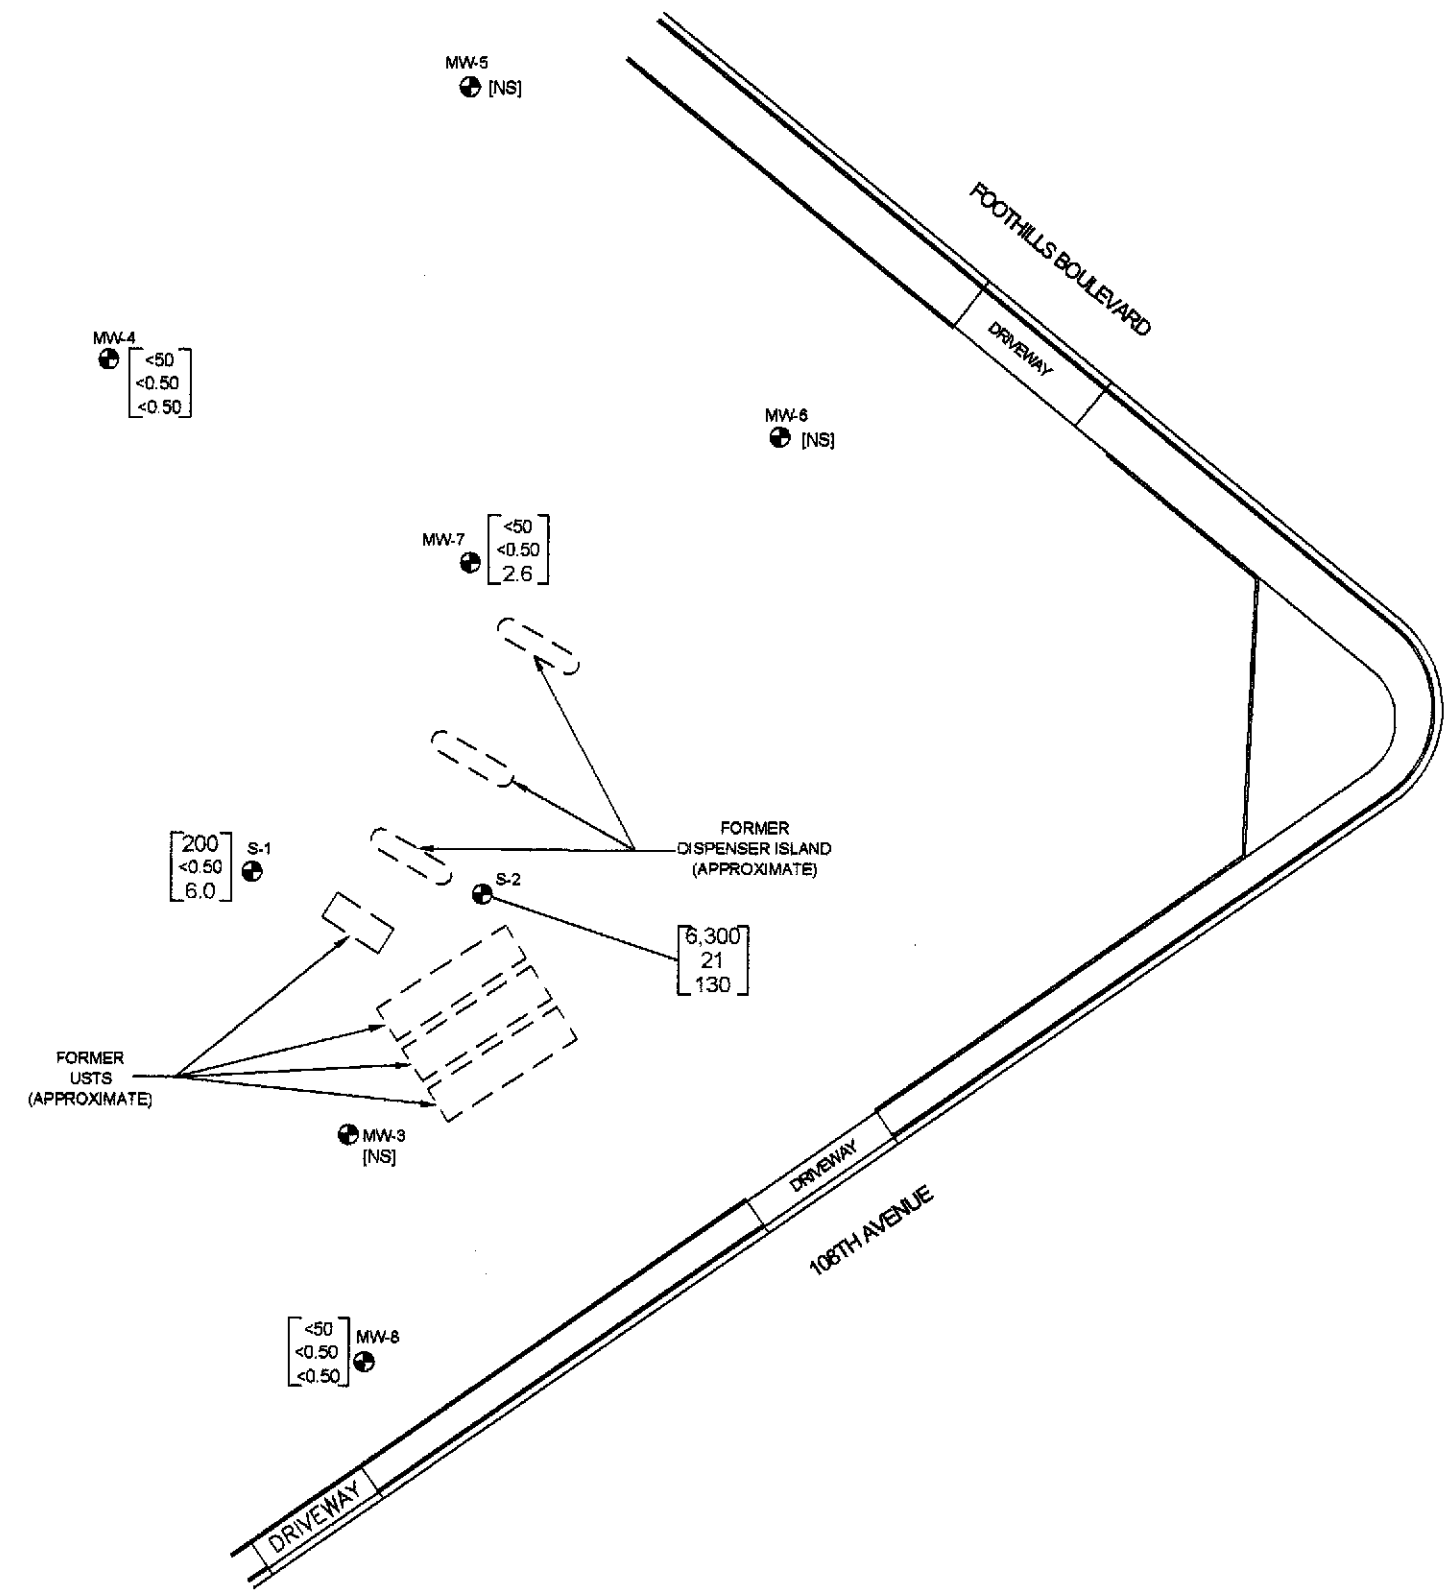 MW-5
[NS]
FOOTHILLS BOULEVARD
DRIVEWAY
MW-4
<50
<0.50
<0.50
MW-6
[NS]
MW-7
<50
<0.50
2.6
200
<0.50
6.0
S-1
FORMER
DISPENSER ISLAND
(APPROXIMATE)
S-2
6,300
21
130
FORMER
USTS
(APPROXIMATE)
MW-3
[NS]
DRIVEWAY
108TH AVENUE
<50
<0.50
<0.50
MW-8
DRIVEWAY